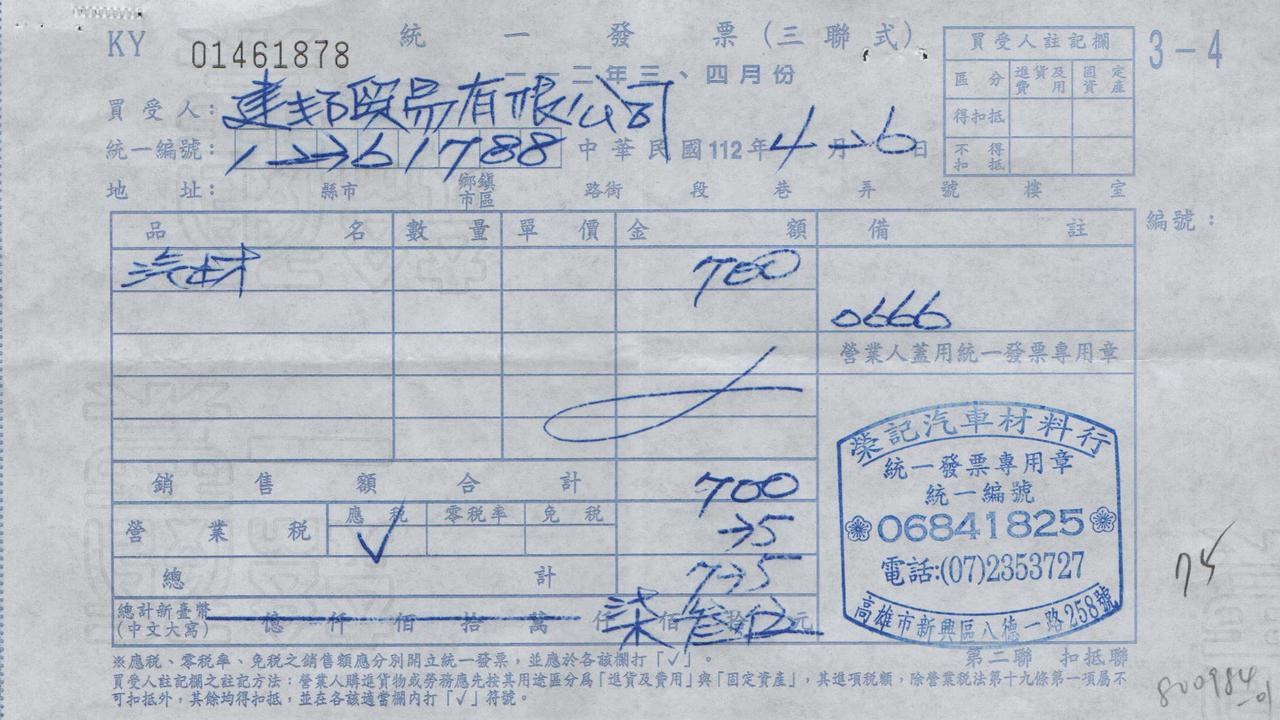 KY 01461878 統一發票(三聯式) 3-4
一一二年三、四月份
買受人: 建邦貿易有限公司
統一編號: 12261788 中華民國112年4月26日
地址: 縣市 鄉鎮市區 路街 段 巷 弄 號 樓 室
買受人註記欄
區分 進貨及費用 固定資產
得扣抵
不得扣抵
品名 數量 單價 金額 備註 編號:
汽材 700
0666
營業人蓋用統一發票專用章
銷售額合計 700
營業稅 應稅 √ 零稅率 免稅 25
總計 725
總計新臺幣(中文大寫) 億仟佰拾萬仟柒佰拾元
榮記汽車材料行
統一發票專用章
統一編號
06841825
電話:(07)2353727
高雄市新興區八德一路258號
※應稅、零稅率、免稅之銷售額應分別開立統一發票,並應於各該欄打「√」。
第二聯 扣抵聯
買受人註記欄之註記方法:營業人購進貨物或勞務應先按其用途區分為「進貨及費用」與「固定資產」,其進項稅額,除營業稅法第十九條第一項屬不
可扣抵外,其餘均得扣抵,並在各該適當欄內打「√」符號。